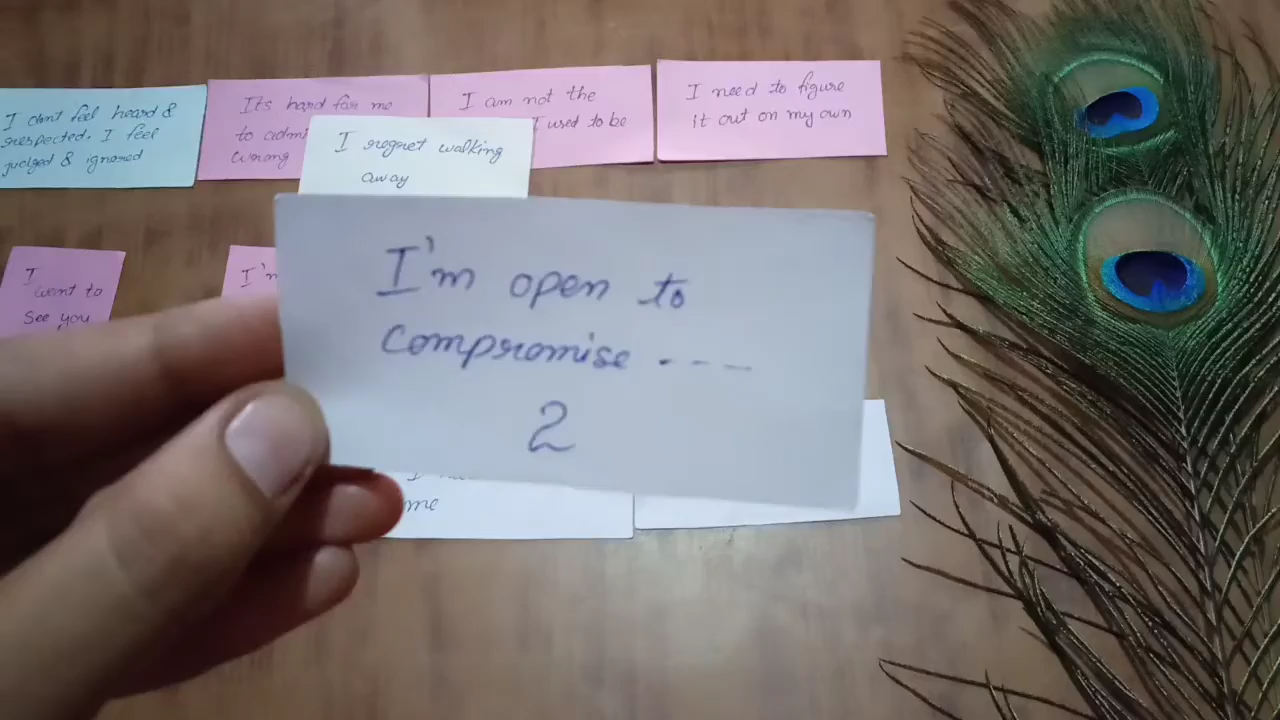 I don't feel heard &
respected. I feel
judged & ignored
Its hard for me
to admi
wrong
I am not the
I used to be
I need to figure
it out on my own
I regret walking
away
I want to
see you
I'm
I'm open to
compromise ----
2
me